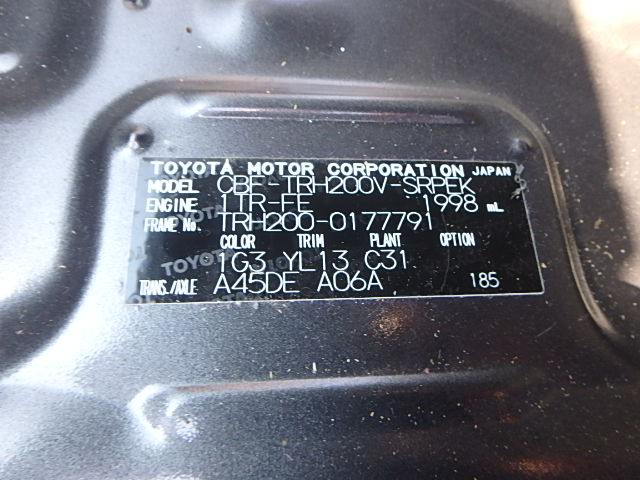 TOYOTA MOTOR CORPORATION JAPAN
MODEL CBF-TRH200V-SRPEK
ENGINE 1TR-FE 1998 mL
FRAME No. TRH200-0177791
COLOR TRIM PLANT OPTION
1G3 YL13 C31
TRANS./AXLE A45DE A06A 185